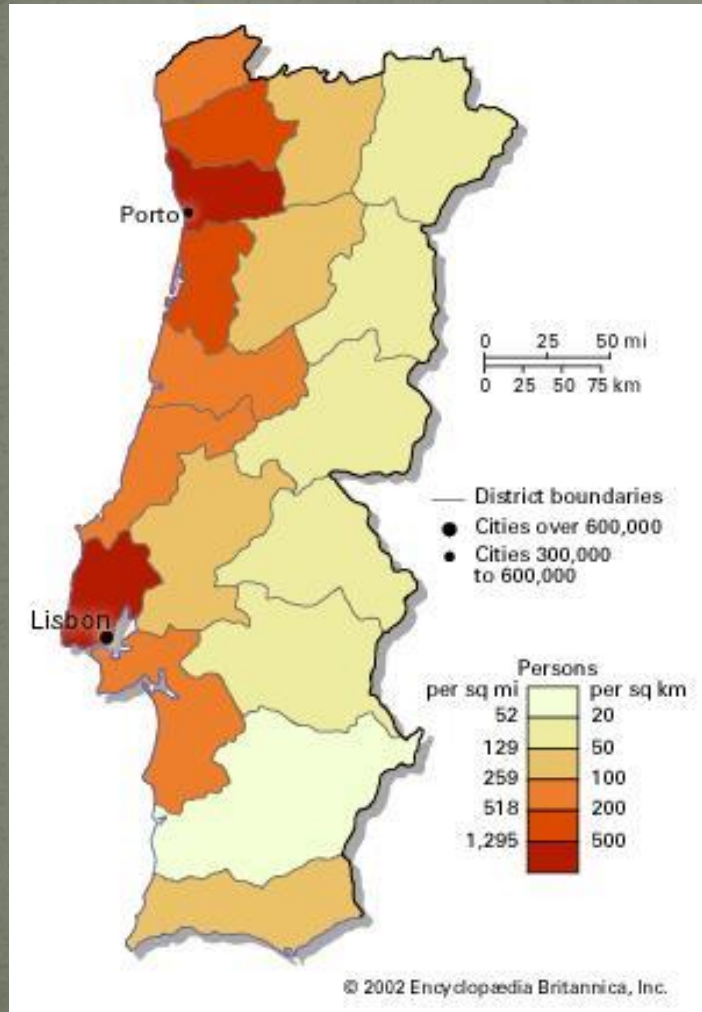 Porto
0 25 50 mi
0 25 50 75 km
District boundaries
Cities over 600,000
Cities 300,000
to 600,000
Lisbon
Persons
per sq mi per sq km
52 20
129 50
259 100
518 200
1,295 500
© 2002 Encyclopædia Britannica, Inc.